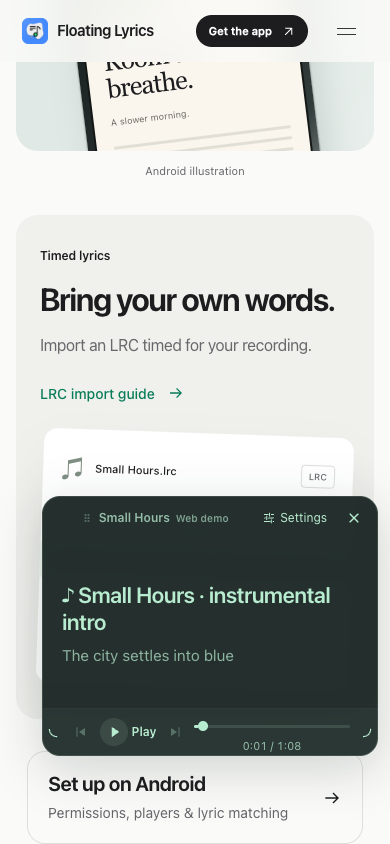 Floating Lyrics
Get the app
breathe.
A slower morning.
Android illustration
Timed lyrics
Bring your own words.
Import an LRC timed for your recording.
LRC import guide
Small Hours.lrc
LRC
Small Hours Web demo
Settings
♪ Small Hours · instrumental
intro
The city settles into blue
Play
0:01 / 1:08
Set up on Android
Permissions, players & lyric matching